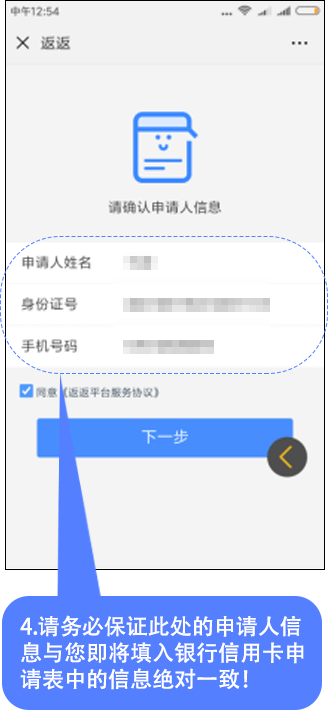 中午12:54
返返
请确认申请人信息
申请人姓名
身份证号
手机号码
同意《返返平台服务协议》
下一步
4.请务必保证此处的申请人信
息与您即将填入银行信用卡申
请表中的信息绝对一致！